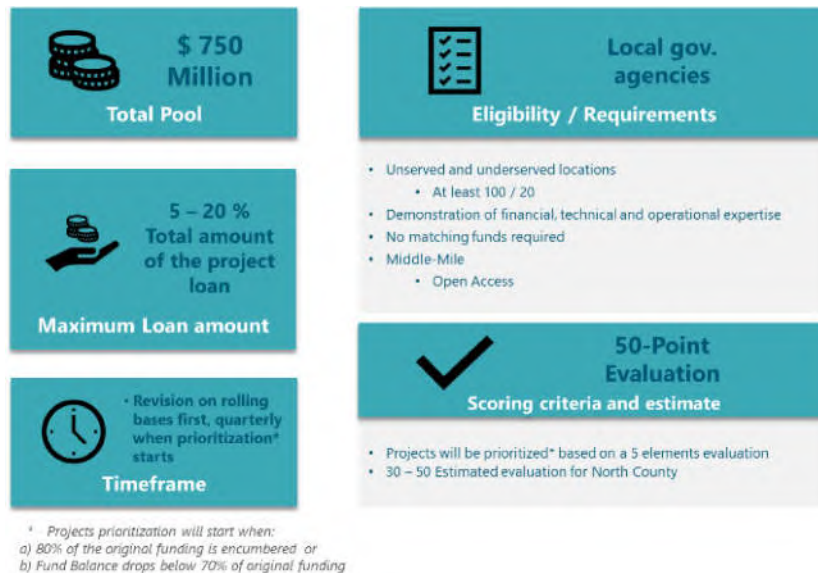 $ 750
Million
Total Pool
5 – 20 %
Total amount
of the project
loan
Maximum Loan amount
• Revision on rolling
bases first, quarterly
when prioritization*
starts
Timeframe
* Projects prioritization will start when:
a) 80% of the original funding is encumbered or
b) Fund Balance drops below 70% of original funding
Local gov.
agencies
Eligibility / Requirements
• Unserved and underserved locations
• At least 100 / 20
• Demonstration of financial, technical and operational expertise
• No matching funds required
• Middle-Mile
• Open Access
50-Point
Evaluation
Scoring criteria and estimate
• Projects will be prioritized* based on a 5 elements evaluation
• 30 – 50 Estimated evaluation for North County